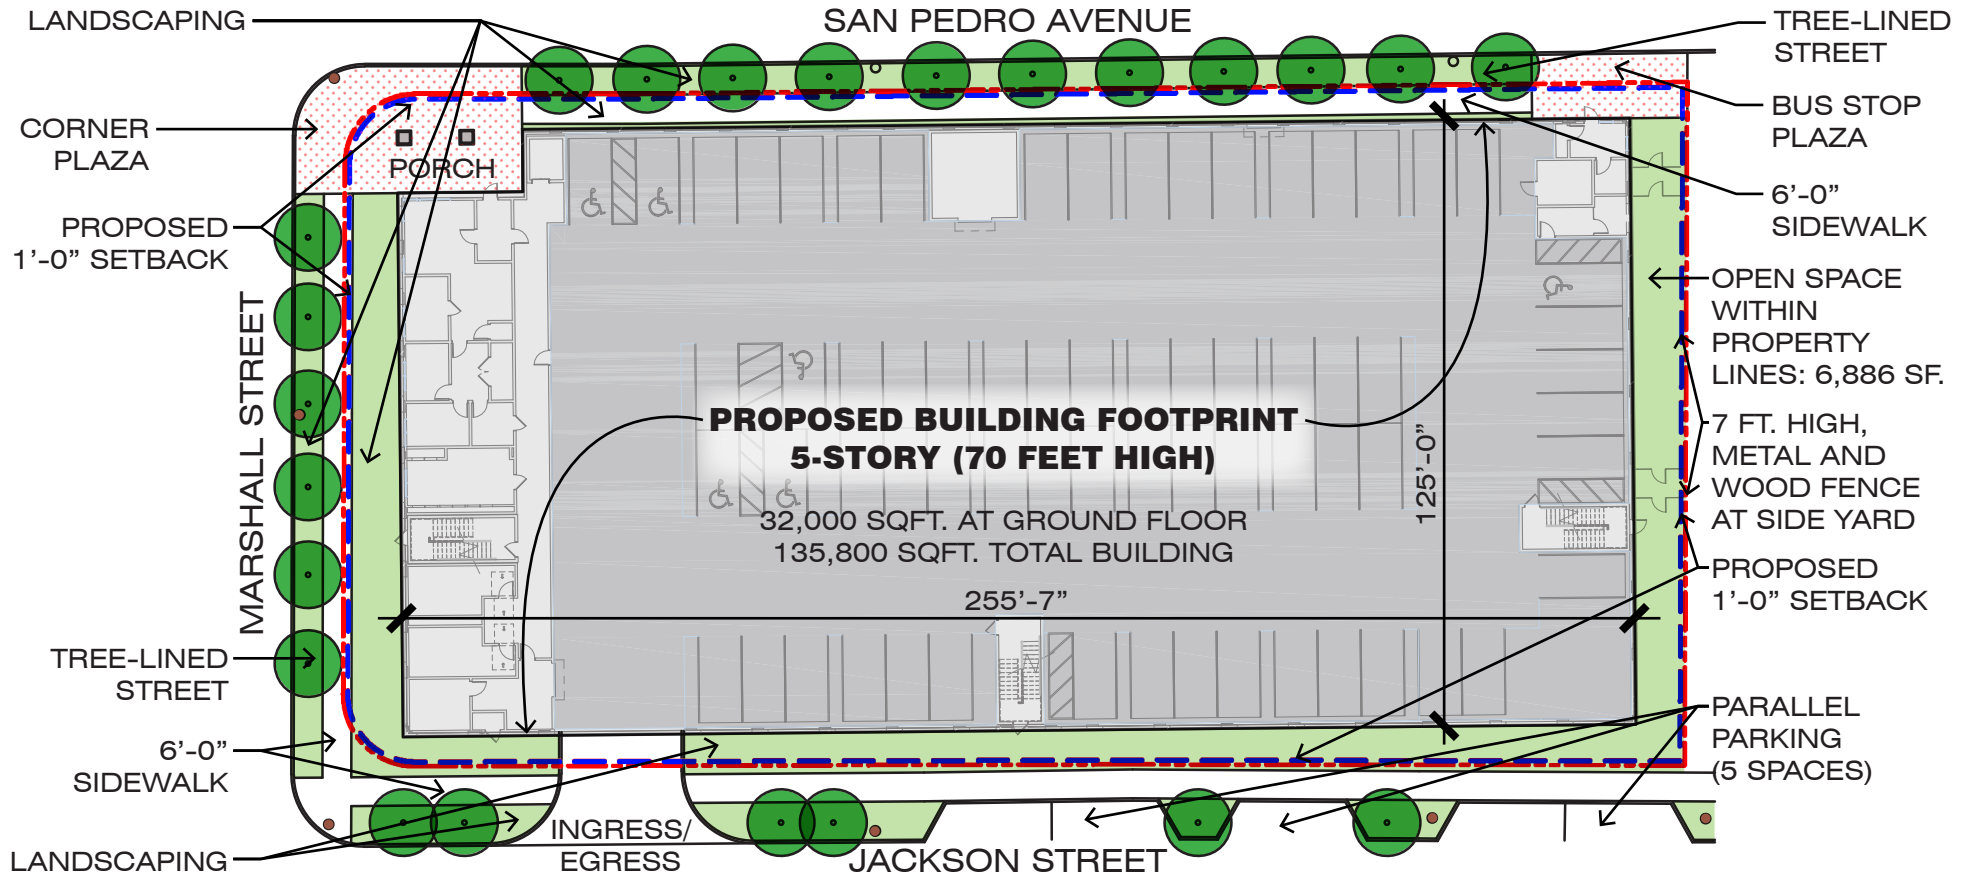 LANDSCAPING
SAN PEDRO AVENUE
TREE-LINED
STREET
CORNER
PLAZA
BUS STOP
PLAZA
PORCH
PROPOSED
1'-0” SETBACK
6’-0”
SIDEWALK
OPEN SPACE
WITHIN
PROPERTY
LINES: 6,886 SF.
MARSHALL STREET
PROPOSED BUILDING FOOTPRINT
5-STORY (70 FEET HIGH)
125’-0”
7 FT. HIGH,
METAL AND
WOOD FENCE
AT SIDE YARD
32,000 SQFT. AT GROUND FLOOR
135,800 SQFT. TOTAL BUILDING
255’-7”
PROPOSED
1’-0” SETBACK
TREE-LINED
STREET
6’-0”
SIDEWALK
PARALLEL
PARKING
(5 SPACES)
LANDSCAPING
INGRESS/
EGRESS
JACKSON STREET